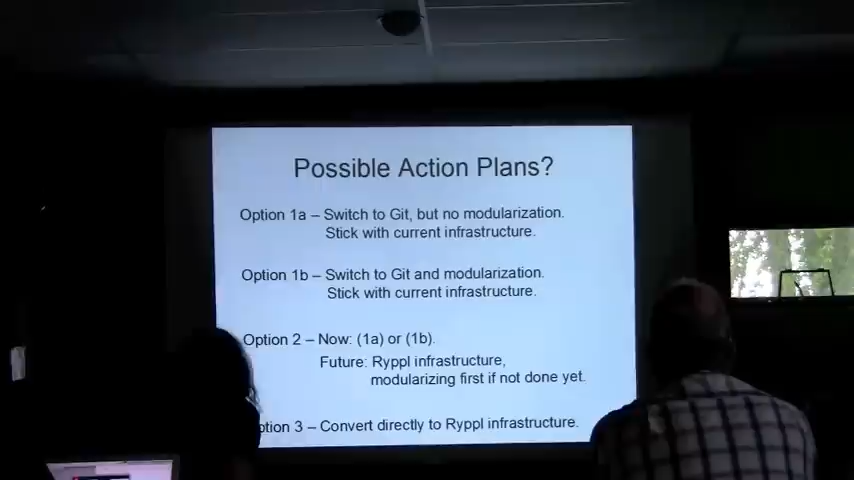 Possible Action Plans?
Option 1a – Switch to Git, but no modularization.
Stick with current infrastructure.
Option 1b – Switch to Git and modularization.
Stick with current infrastructure.
Option 2 – Now: (1a) or (1b).
Future: Ryppl infrastructure,
modularizing first if not done yet.
ption 3 – Convert directly to Ryppl infrastructure.